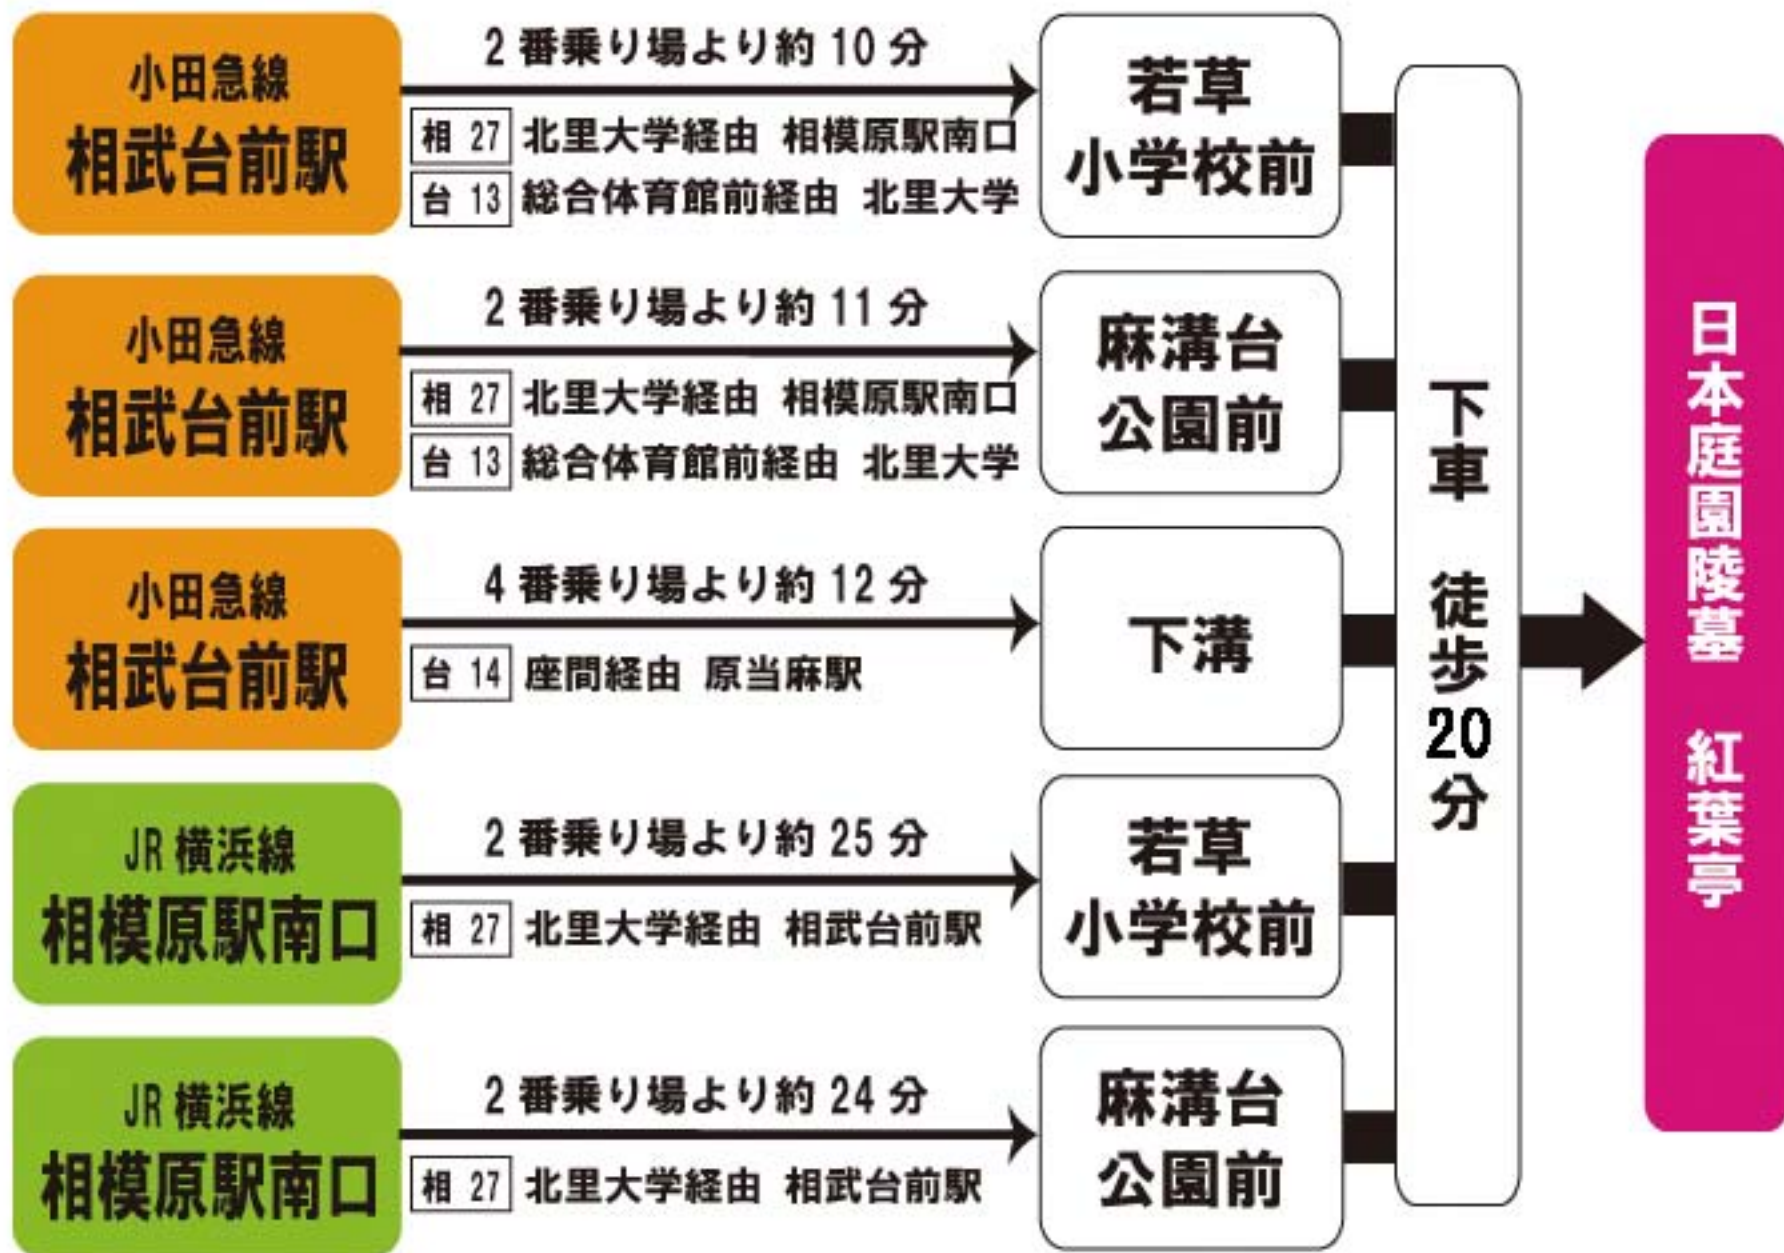 小田急線
相武台前駅
2番乗り場より約10分
相 27 北里大学経由 相模原駅南口
台 13 総合体育館前経由 北里大学
若草
小学校前
小田急線
相武台前駅
2番乗り場より約11分
相 27 北里大学経由 相模原駅南口
台 13 総合体育館前経由 北里大学
麻溝台
公園前
小田急線
相武台前駅
4番乗り場より約12分
台 14 座間経由 原当麻駅
下溝
JR横浜線
相模原駅南口
2番乗り場より約25分
相 27 北里大学経由 相武台前駅
若草
小学校前
JR横浜線
相模原駅南口
2番乗り場より約24分
相 27 北里大学経由 相武台前駅
麻溝台
公園前
下車 徒歩20分
日本庭園陵墓 紅葉亭